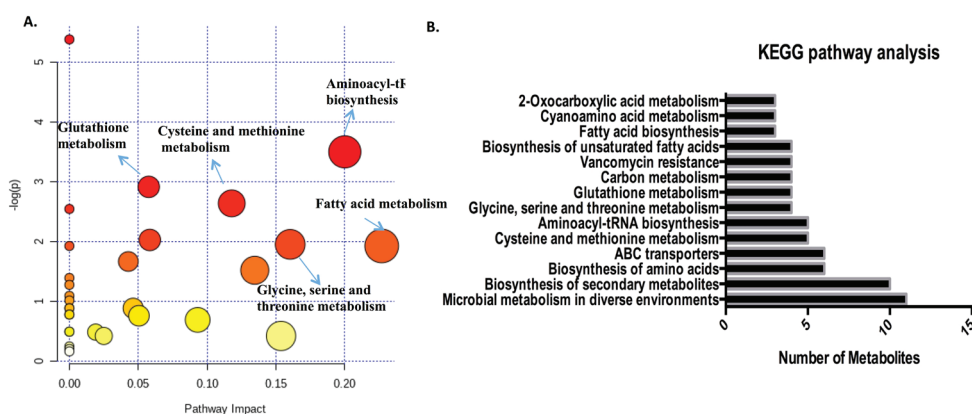 A.
5
4
3
2
1
0
-log(p)
Aminoacyl-tR
biosynthesis
Glutathione
metabolism
Cysteine and methionine
metabolism
Fatty acid metabolism
Glycine, serine and
threonine metabolism
0.00 0.05 0.10 0.15 0.20
Pathway Impact
B.
KEGG pathway analysis
2-Oxocarboxylic acid metabolism
Cyanoamino acid metabolism
Fatty acid biosynthesis
Biosynthesis of unsaturated fatty acids
Vancomycin resistance
Carbon metabolism
Glutathione metabolism
Glycine, serine and threonine metabolism
Aminoacyl-tRNA biosynthesis
Cysteine and methionine metabolism
ABC transporters
Biosynthesis of amino acids
Biosynthesis of secondary metabolites
Microbial metabolism in diverse environments
0 5 10 15
Number of Metabolites